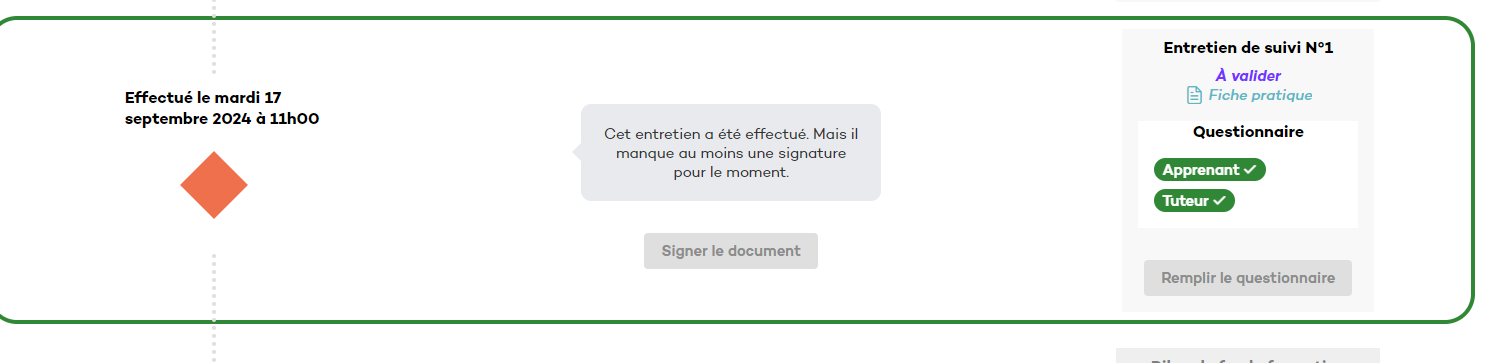 Effectué le mardi 17
septembre 2024 à 11h00
Cet entretien a été effectué. Mais il
manque au moins une signature
pour le moment.
Signer le document
Entretien de suivi N°1
À valider
Fiche pratique
Questionnaire
Apprenant
Tuteur
Remplir le questionnaire